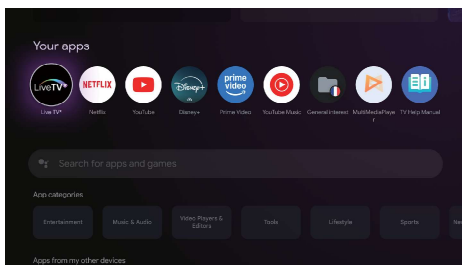 Your apps
LiveTV®
NETFLIX
Disney+
prime
video
Live TV®
Netflix
YouTube
Disney+
Prime Video
YouTube Music
General interest
MultiMediaPlaye
r
TV Help Manual
Search for apps and games
App categories
Entertainment
Music & Audio
Video Players &
Editors
Tools
Lifestyle
Sports
Ne
Apps from my other devices